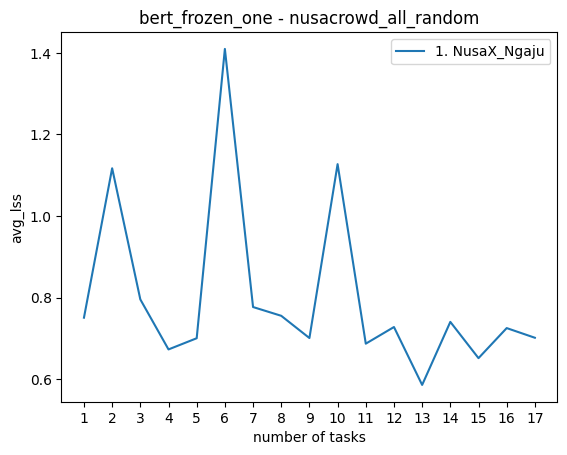 bert_frozen_one - nusacrowd_all_random
1. NusaX_Ngaju
avg_lss
1.4
1.2
1.0
0.8
0.6
1 2 3 4 5 6 7 8 9 10 11 12 13 14 15 16 17
number of tasks